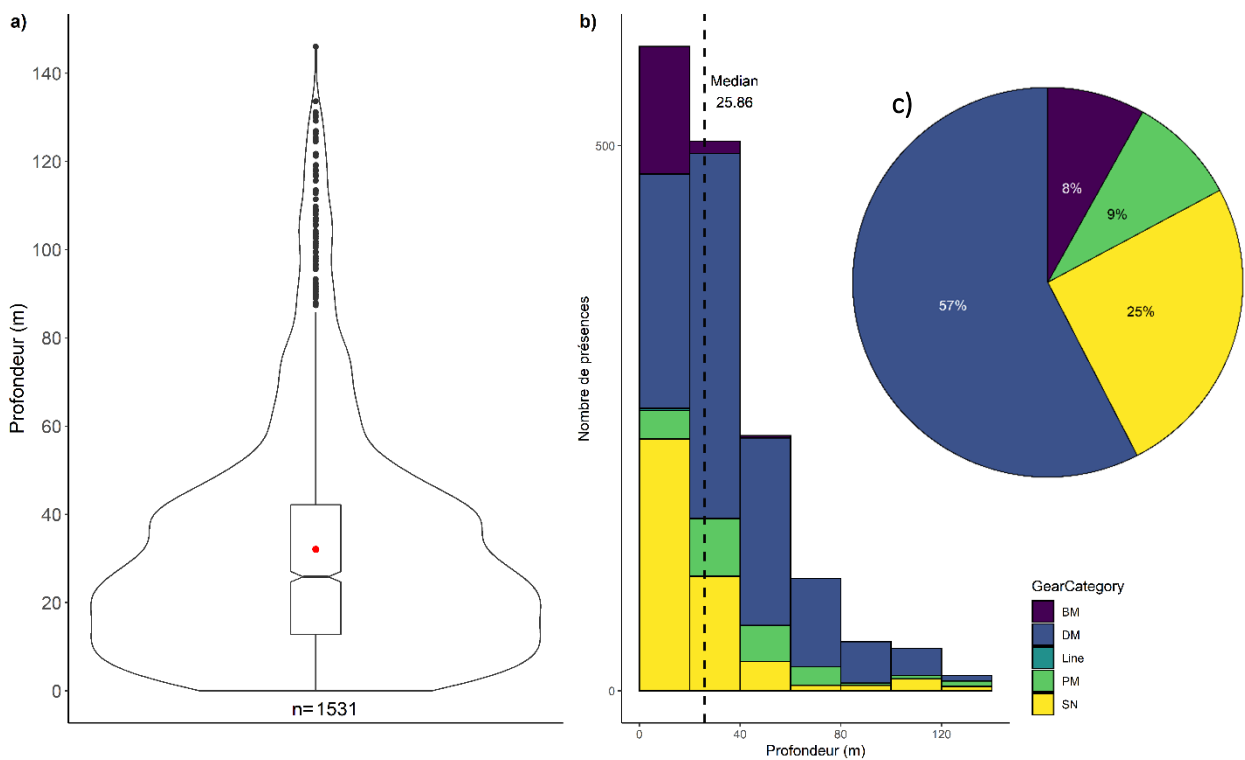 a)
Profondeur (m)
140
120
100
80
60
40
20
0
n=1531
b)
Nombre de présences
500
0
Median
25.86
0
40
80
120
Profondeur (m)
c)
8%
9%
25%
57%
GearCategory
BM
DM
Line
PM
SN